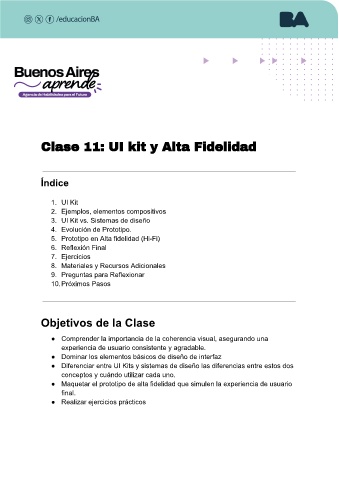 /educacionBA
BA
Buenos Aires
aprende
Agencia de Habilidades para el Futuro
Clase 11: UI kit y Alta Fidelidad
Índice
1. UI Kit
2. Ejemplos, elementos compositivos
3. UI Kit vs. Sistemas de diseño
4. Evolución de Prototipo.
5. Prototipo en Alta fidelidad (Hi-Fi)
6. Reflexión Final
7. Ejercicios
8. Materiales y Recursos Adicionales
9. Preguntas para Reflexionar
10. Próximos Pasos
Objetivos de la Clase
● Comprender la importancia de la coherencia visual, asegurando una
experiencia de usuario consistente y agradable.
● Dominar los elementos básicos de diseño de interfaz
● Diferenciar entre UI Kits y sistemas de diseño las diferencias entre estos dos
conceptos y cuándo utilizar cada uno.
● Maquetar el prototipo de alta fidelidad que simulen la experiencia de usuario
final.
● Realizar ejercicios prácticos